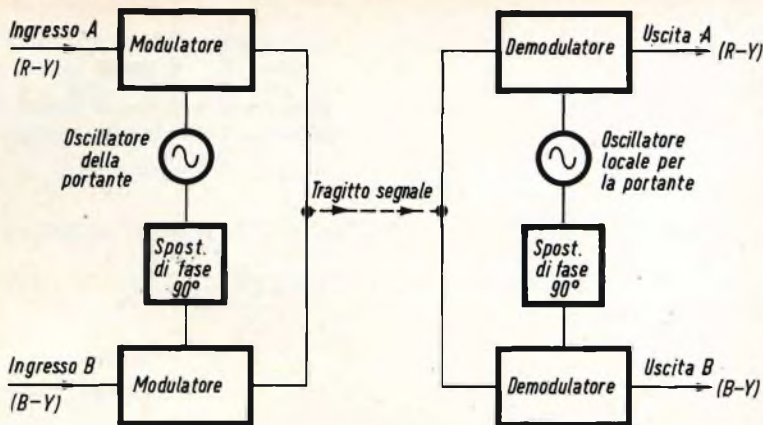 Ingresso A
(R-Y)
Modulatore
Oscillatore
della
portante
Spost.
di fase
90°
Ingresso B
(B-Y)
Modulatore
Tragitto segnale
Demodulatore
Uscita A
(R-Y)
Oscillatore
locale per
la portante
Spost.
di fase
90°
Demodulatore
Uscita B
(B-Y)